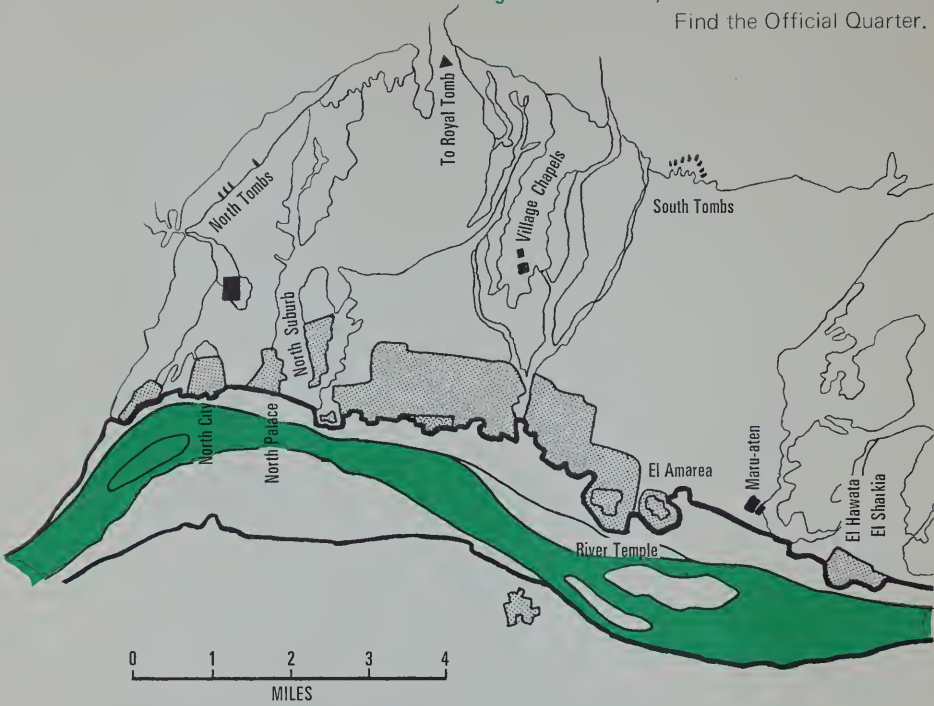 Find the Official Quarter.
To Royal Tomb
North Tombs
Village Chapels
South Tombs
North Suburb
North City
North Palace
El Amarea
Maru-aten
El Hawata
El Shaikia
River Temple
0 1 2 3 4
MILES